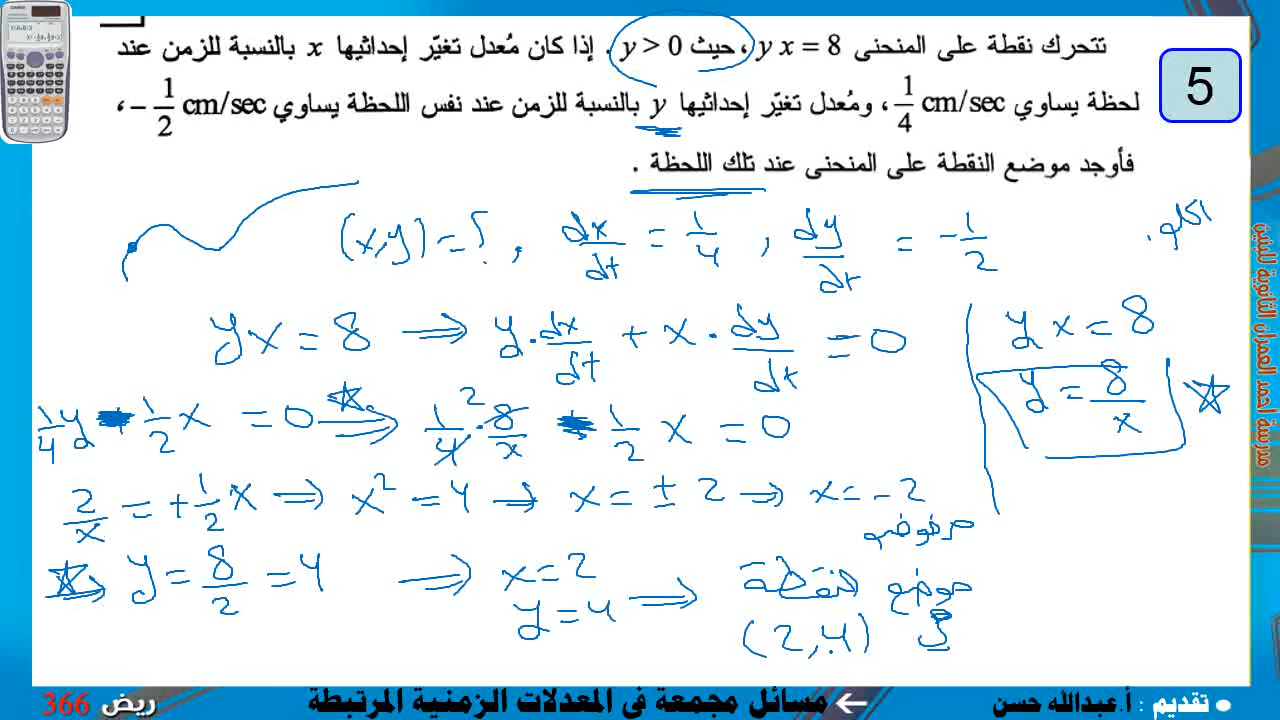 تتحرك نقطة على المنحنى y x = 8 ، حيث y > 0 . إذا كان مُعدل تغيّر إحداثيها x بالنسبة للزمن عند
لحظة يساوي 1/4 cm/sec ، ومُعدل تغيّر إحداثيها y بالنسبة للزمن عند نفس اللحظة يساوي -1/2 cm/sec ،
فأوجد موضع النقطة على المنحنى عند تلك اللحظة .
5
(x,y) = ? , dx/dt = 1/4 , dy/dt = -1/2
yx = 8 ⇒ y · dx/dt + x · dy/dt = 0
yx = 8
y = 8/x
1/4 y - 1/2 x = 0 ⇒ 1/4 · 8/x - 1/2 x = 0
2
2/x = +1/2 x ⇒ x² = 4 ⇒ x = ± 2 ⇒ x = -2
مرفوض
⇒ y = 8/2 = 4 ⇒ x = 2
y = 4 ⇒ موضع النقطة
(2,4)
مدرسة احمد العمران الثانوية للبنين
تقديم : أ.عبدالله حسن
مسائل مجمعة في المعدلات الزمنية المرتبطة
ريض 366